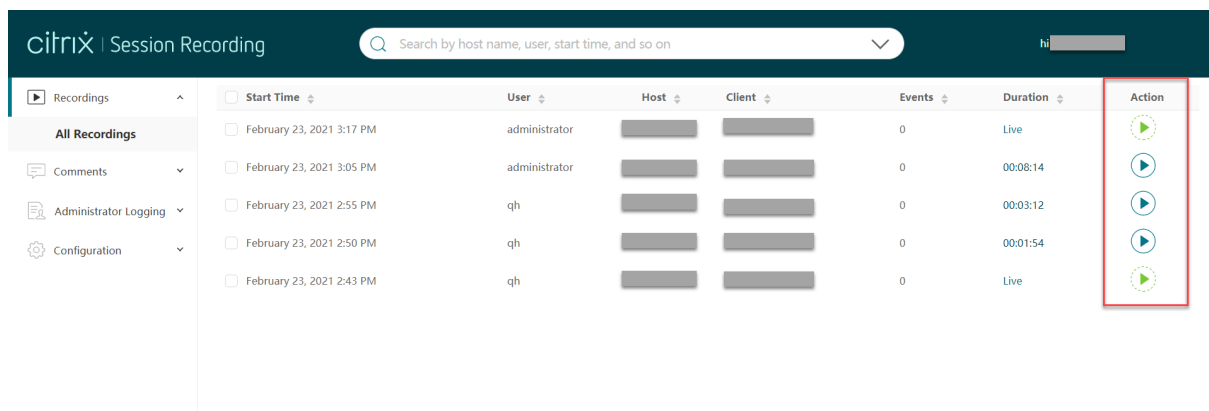 citrix | Session Recording
Search by host name, user, start time, and so on
hi
Recordings
All Recordings
Comments
Administrator Logging
Configuration
Start Time User Host Client Events Duration Action
February 23, 2021 3:17 PM administrator 0 Live
February 23, 2021 3:05 PM administrator 0 00:08:14
February 23, 2021 2:55 PM qh 0 00:03:12
February 23, 2021 2:50 PM qh 0 00:01:54
February 23, 2021 2:43 PM qh 0 Live